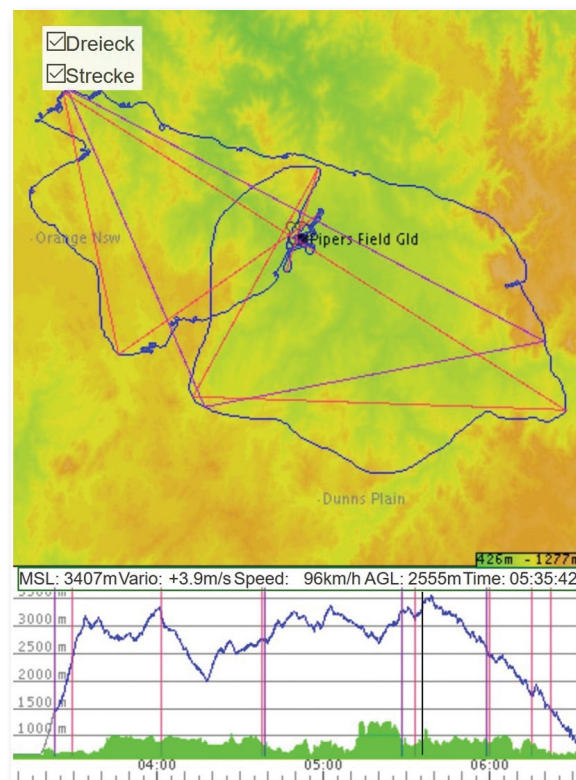 Dreieck
Strecke
Orange Nsw
Pipers Field Gld
Dunns Plain
426m - 1277m
MSL: 3407m Vario: +3.9m/s Speed: 96km/h AGL: 2555m Time: 05:35:42
3500 m
3000 m
2500 m
2000 m
1500 m
1000 m
04:00 05:00 06:00